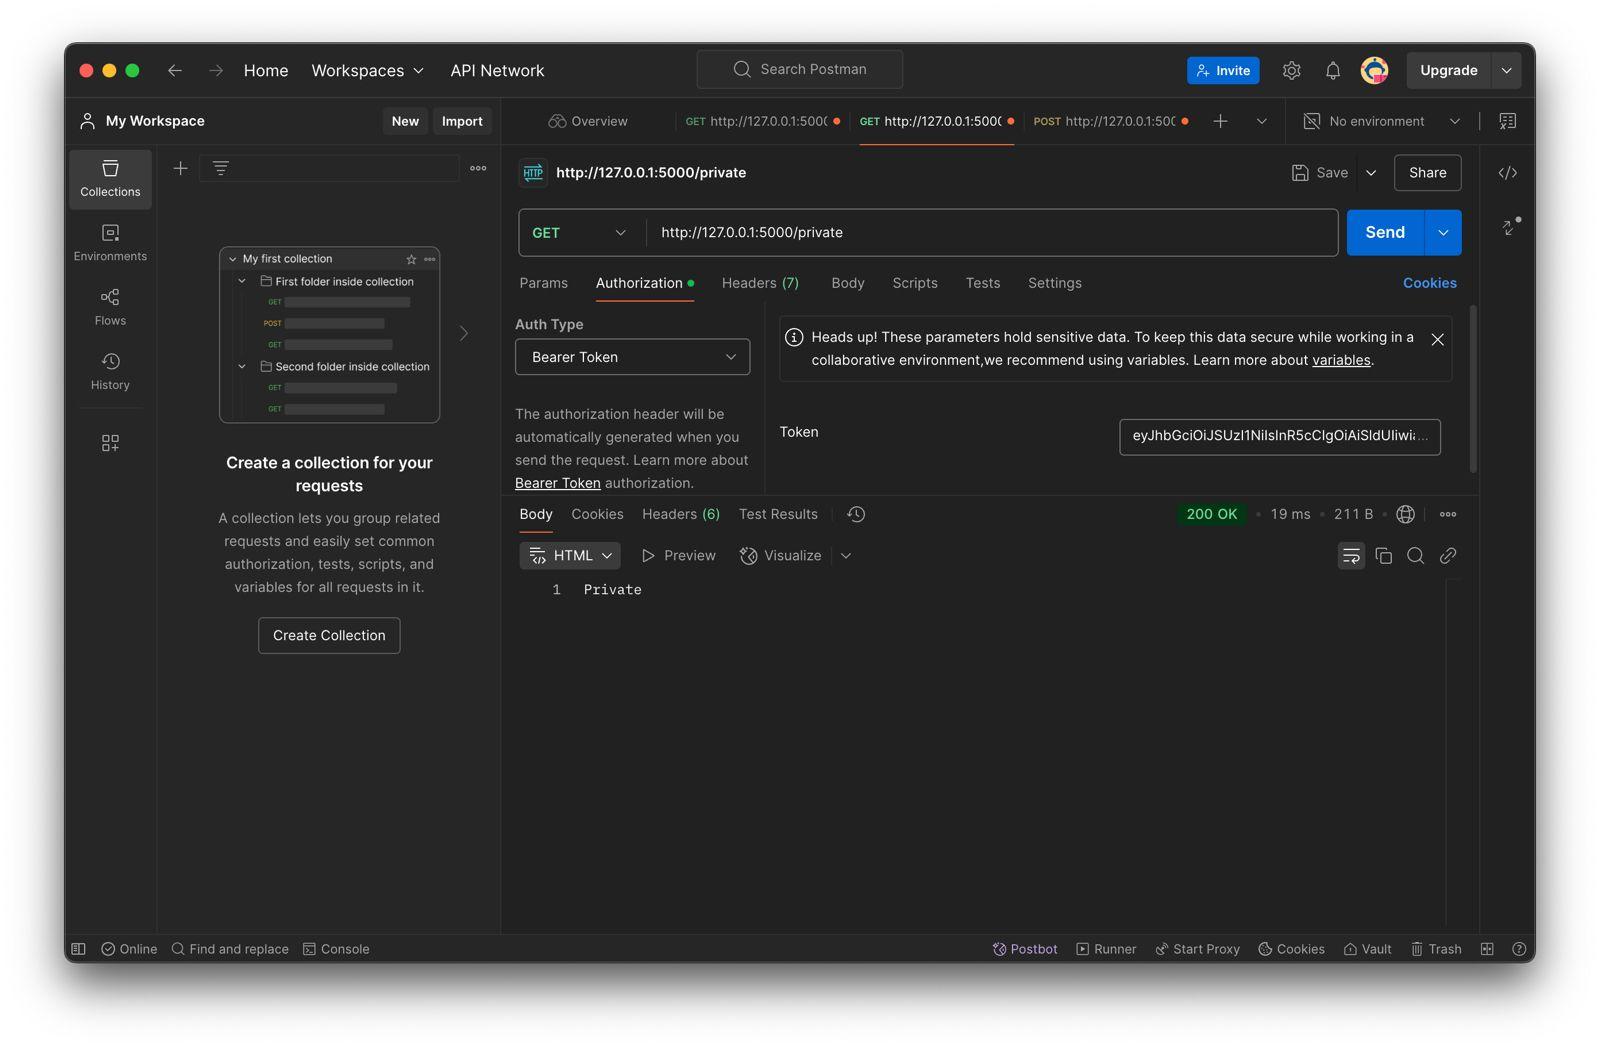 Home
Workspaces
API Network
Search Postman
Invite
Upgrade
My Workspace
New
Import
Overview
GET http://127.0.0.1:5000
GET http://127.0.0.1:5000
POST http://127.0.0.1:500
No environment
Collections
Environments
Flows
History
My first collection
First folder inside collection
GET
POST
GET
Second folder inside collection
GET
GET
Create a collection for your
requests
A collection lets you group related
requests and easily set common
authorization, tests, scripts, and
variables for all requests in it.
Create Collection
HTTP
http://127.0.0.1:5000/private
Save
Share
GET
http://127.0.0.1:5000/private
Send
Params
Authorization
Headers (7)
Body
Scripts
Tests
Settings
Cookies
Auth Type
Bearer Token
The authorization header will be
automatically generated when you
send the request. Learn more about
Bearer Token authorization.
Heads up! These parameters hold sensitive data. To keep this data secure while working in a
collaborative environment,we recommend using variables. Learn more about variables.
Token
Body
Cookies
Headers (6)
Test Results
200 OK
19 ms
211 B
HTML
Preview
Visualize
1 Private
Online
Find and replace
Console
Postbot
Runner
Start Proxy
Cookies
Vault
Trash